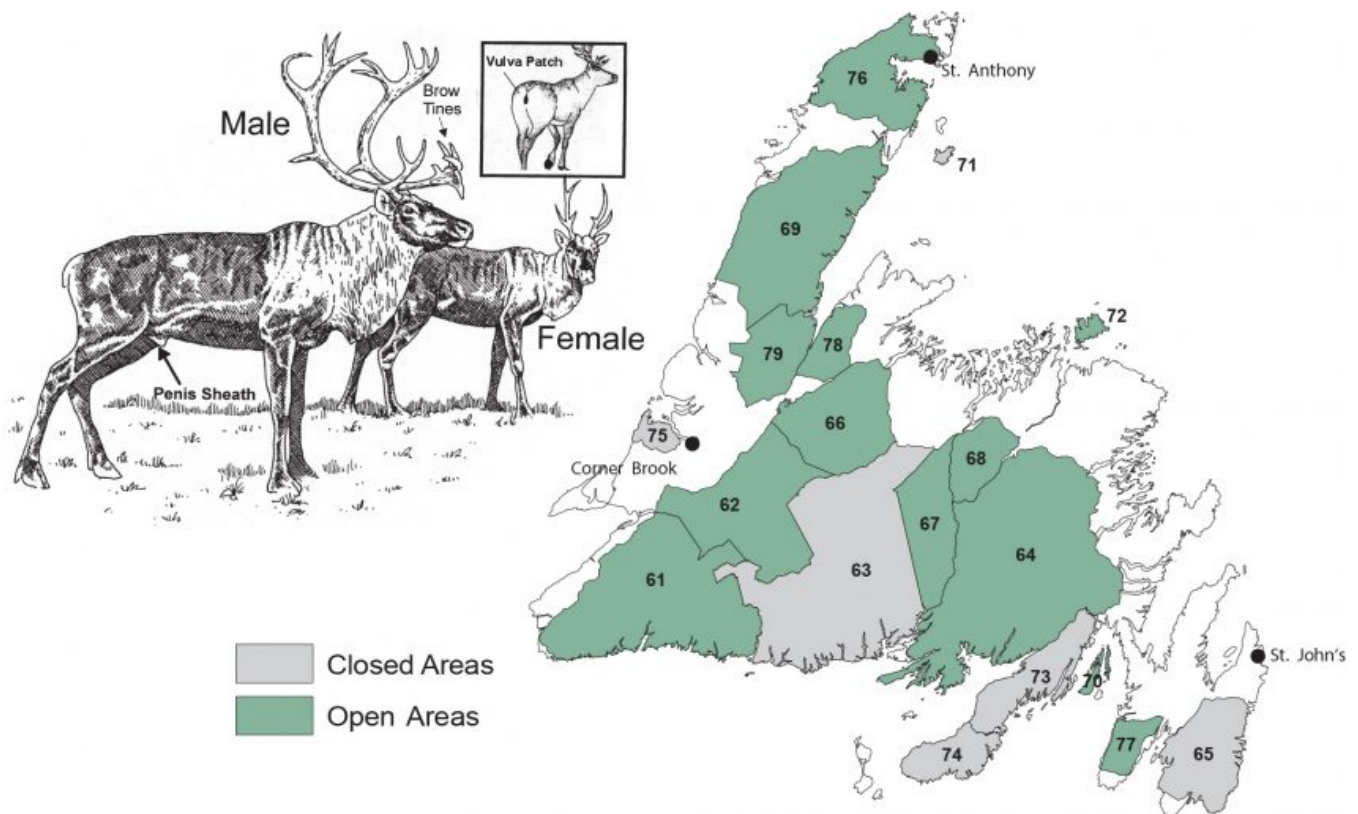 Vulva Patch
Brow
Tines
Male
Female
Penis Sheath
76
St. Anthony
71
69
72
79
78
66
75
Corner Brook
68
62
67
64
63
61
Closed Areas
Open Areas
St. John's
73
70
74
77
65